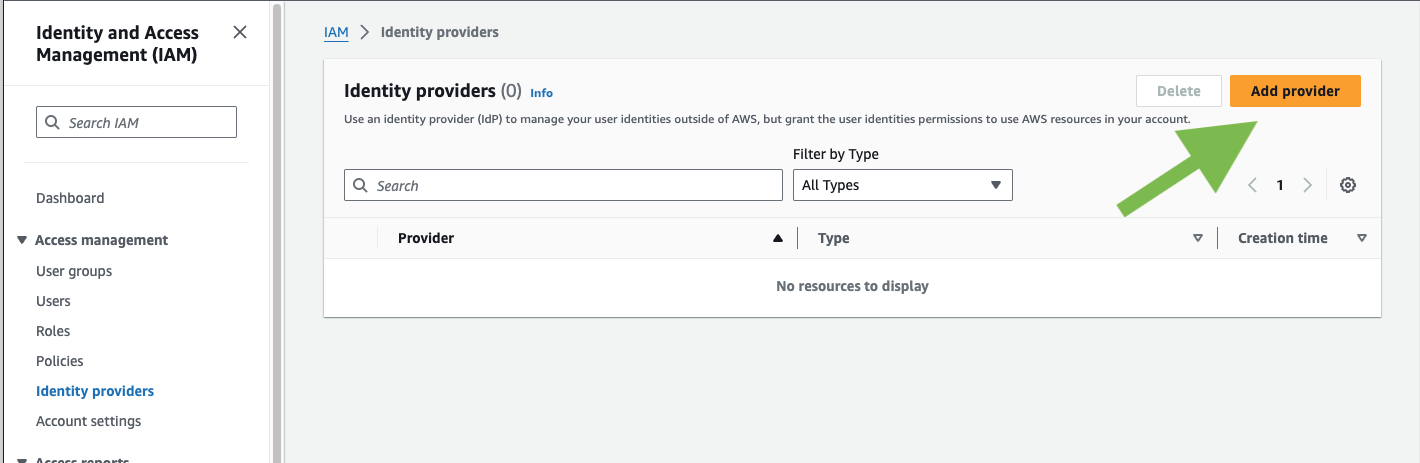 Identity and Access
Management (IAM)
Search IAM
Dashboard
Access management
User groups
Users
Roles
Policies
Identity providers
Account settings
Access reports
IAM > Identity providers
Identity providers (0) Info
Delete
Add provider
Use an identity provider (IdP) to manage your user identities outside of AWS, but grant the user identities permissions to use AWS resources in your account.
Filter by Type
Search
All Types
1
Provider Type Creation time
No resources to display